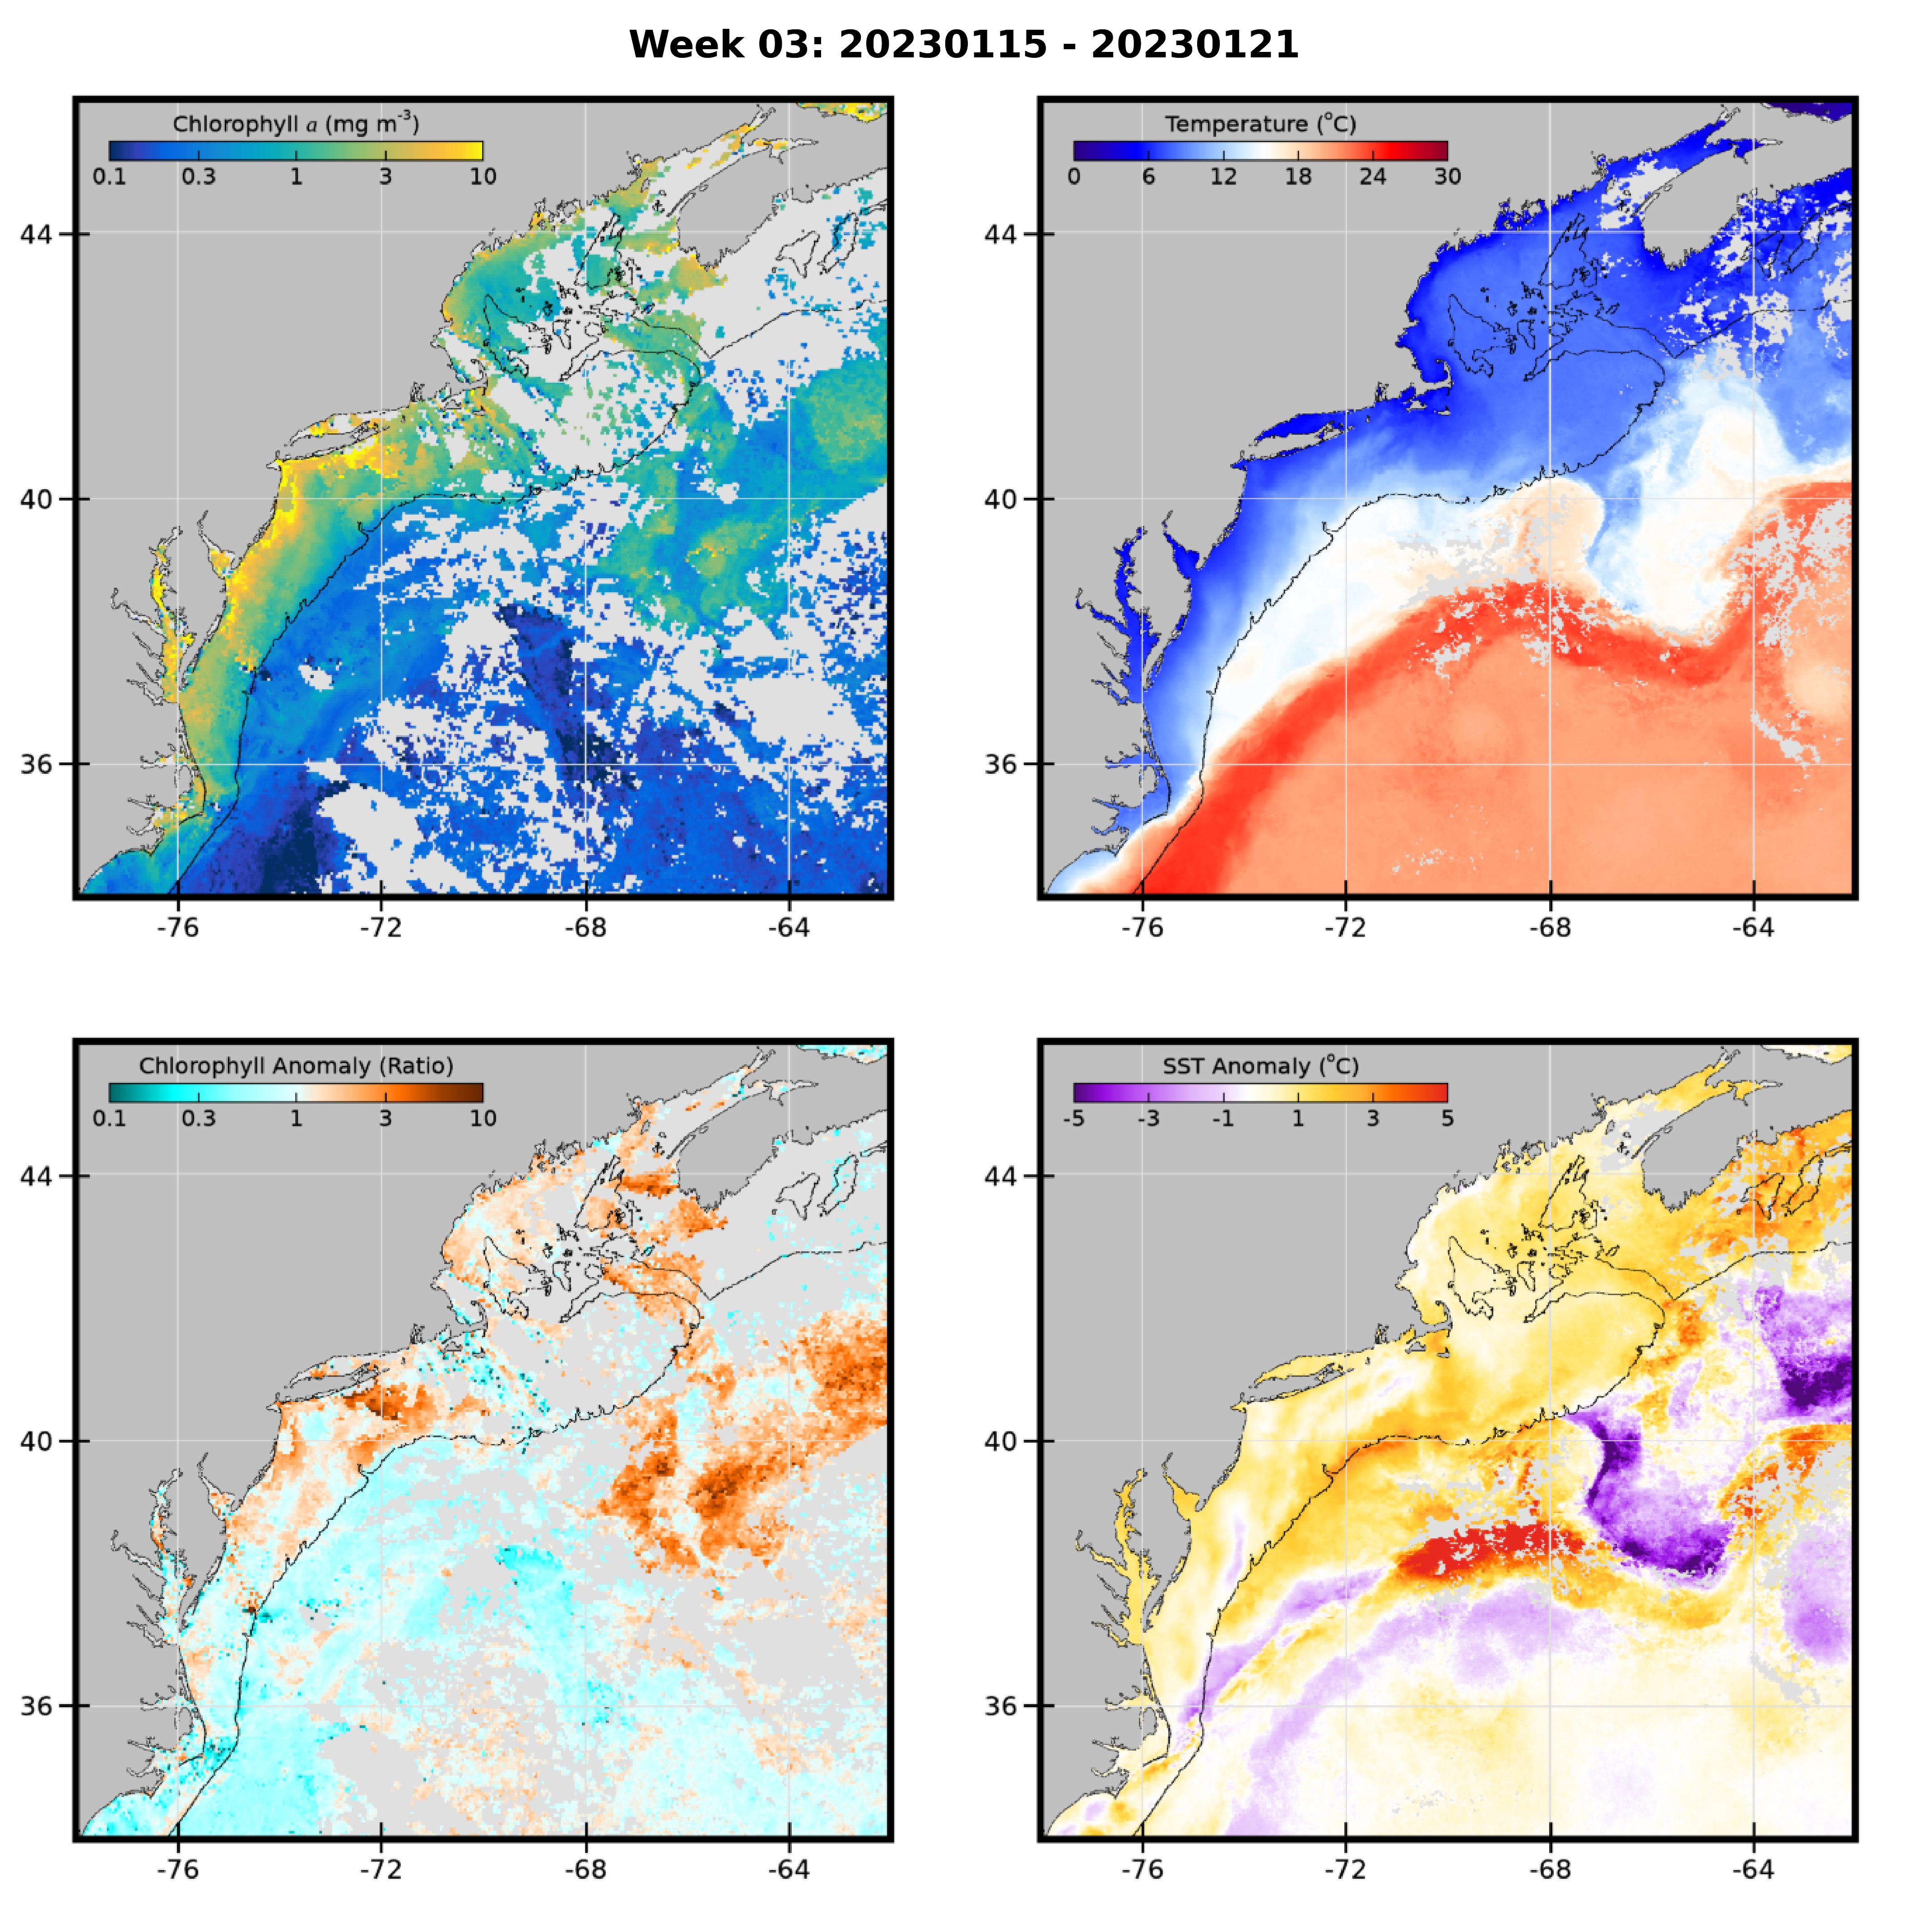 Week 03: 20230115 - 20230121
Chlorophyll a (mg m⁻³)
0.1 0.3 1 3 10
44
40
36
-76 -72 -68 -64
Temperature (°C)
0 6 12 18 24 30
44
40
36
-76 -72 -68 -64
Chlorophyll Anomaly (Ratio)
0.1 0.3 1 3 10
44
40
36
-76 -72 -68 -64
SST Anomaly (°C)
-5 -3 -1 1 3 5
44
40
36
-76 -72 -68 -64